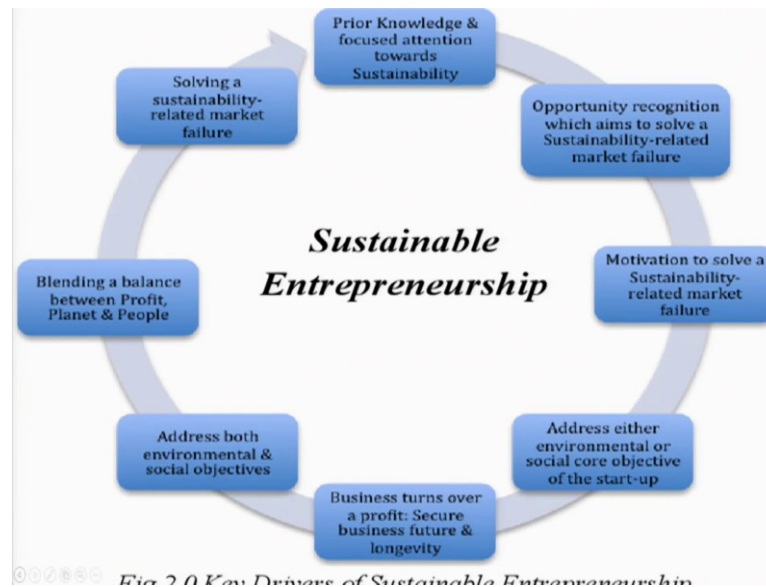 Prior Knowledge &
focused attention
towards
Sustainability
Opportunity recognition
which aims to solve a
Sustainability-related
market failure
Motivation to solve a
Sustainability-
related market
failure
Address either
environmental or
social core objective
of the start-up
Business turns over
a profit: Secure
business future &
longevity
Address both
environmental &
social objectives
Blending a balance
between Profit,
Planet & People
Solving a
sustainability-
related market
failure
Sustainable
Entrepreneurship
Fig 2.0 Key Drivers of Sustainable Entrepreneurship